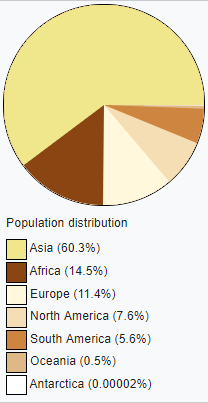 Population distribution
Asia (60.3%)
Africa (14.5%)
Europe (11.4%)
North America (7.6%)
South America (5.6%)
Oceania (0.5%)
Antarctica (0.00002%)